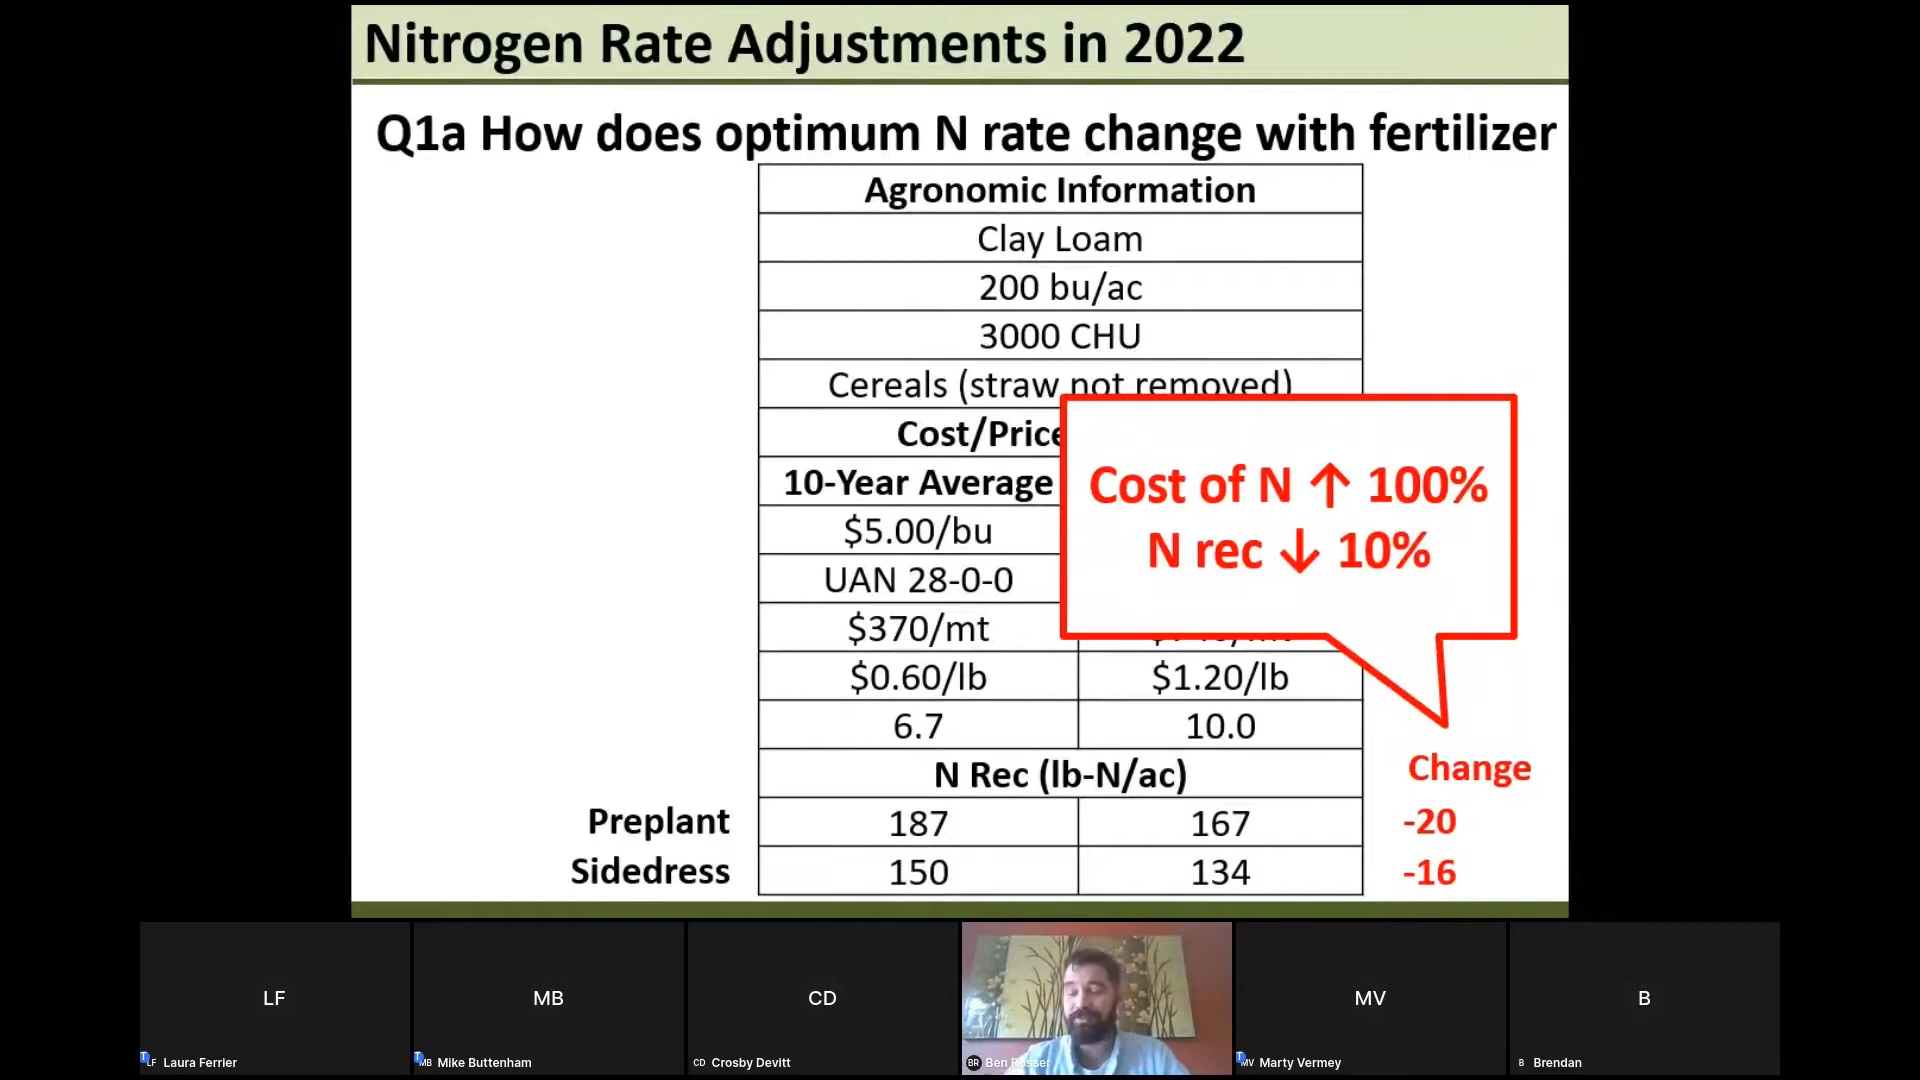 Nitrogen Rate Adjustments in 2022
Q1a How does optimum N rate change with fertilizer
Agronomic Information
Clay Loam
200 bu/ac
3000 CHU
Cereals (straw not removed)
Cost/Price
10-Year Average
Cost of N ↑ 100%
$5.00/bu
N rec ↓ 10%
UAN 28-0-0
$370/mt
$0.60/lb $1.20/lb
6.7 10.0
N Rec (lb-N/ac)
Change
Preplant 187 167 -20
Sidedress 150 134 -16
LF MB CD MV B
LF Laura Ferrier
MB Mike Buttenham
CD Crosby Devitt
BR Ben Rosser
MV Marty Vermey
B Brendan